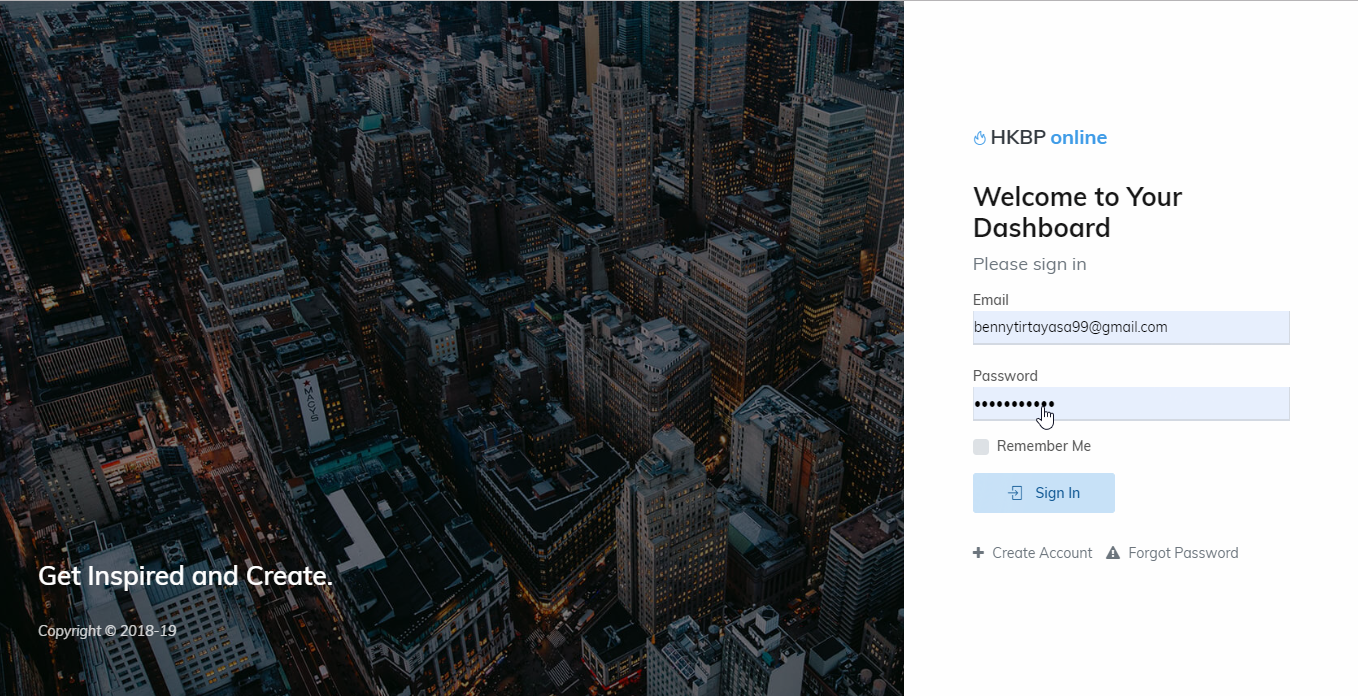 HKBP online
Welcome to Your
Dashboard
Please sign in
Email
bennytirtayasa99@gmail.com
Password
•••••••••••
Remember Me
Sign In
Create Account
Forgot Password
★
MACYS
Get Inspired and Create.
Copyright © 2018-19